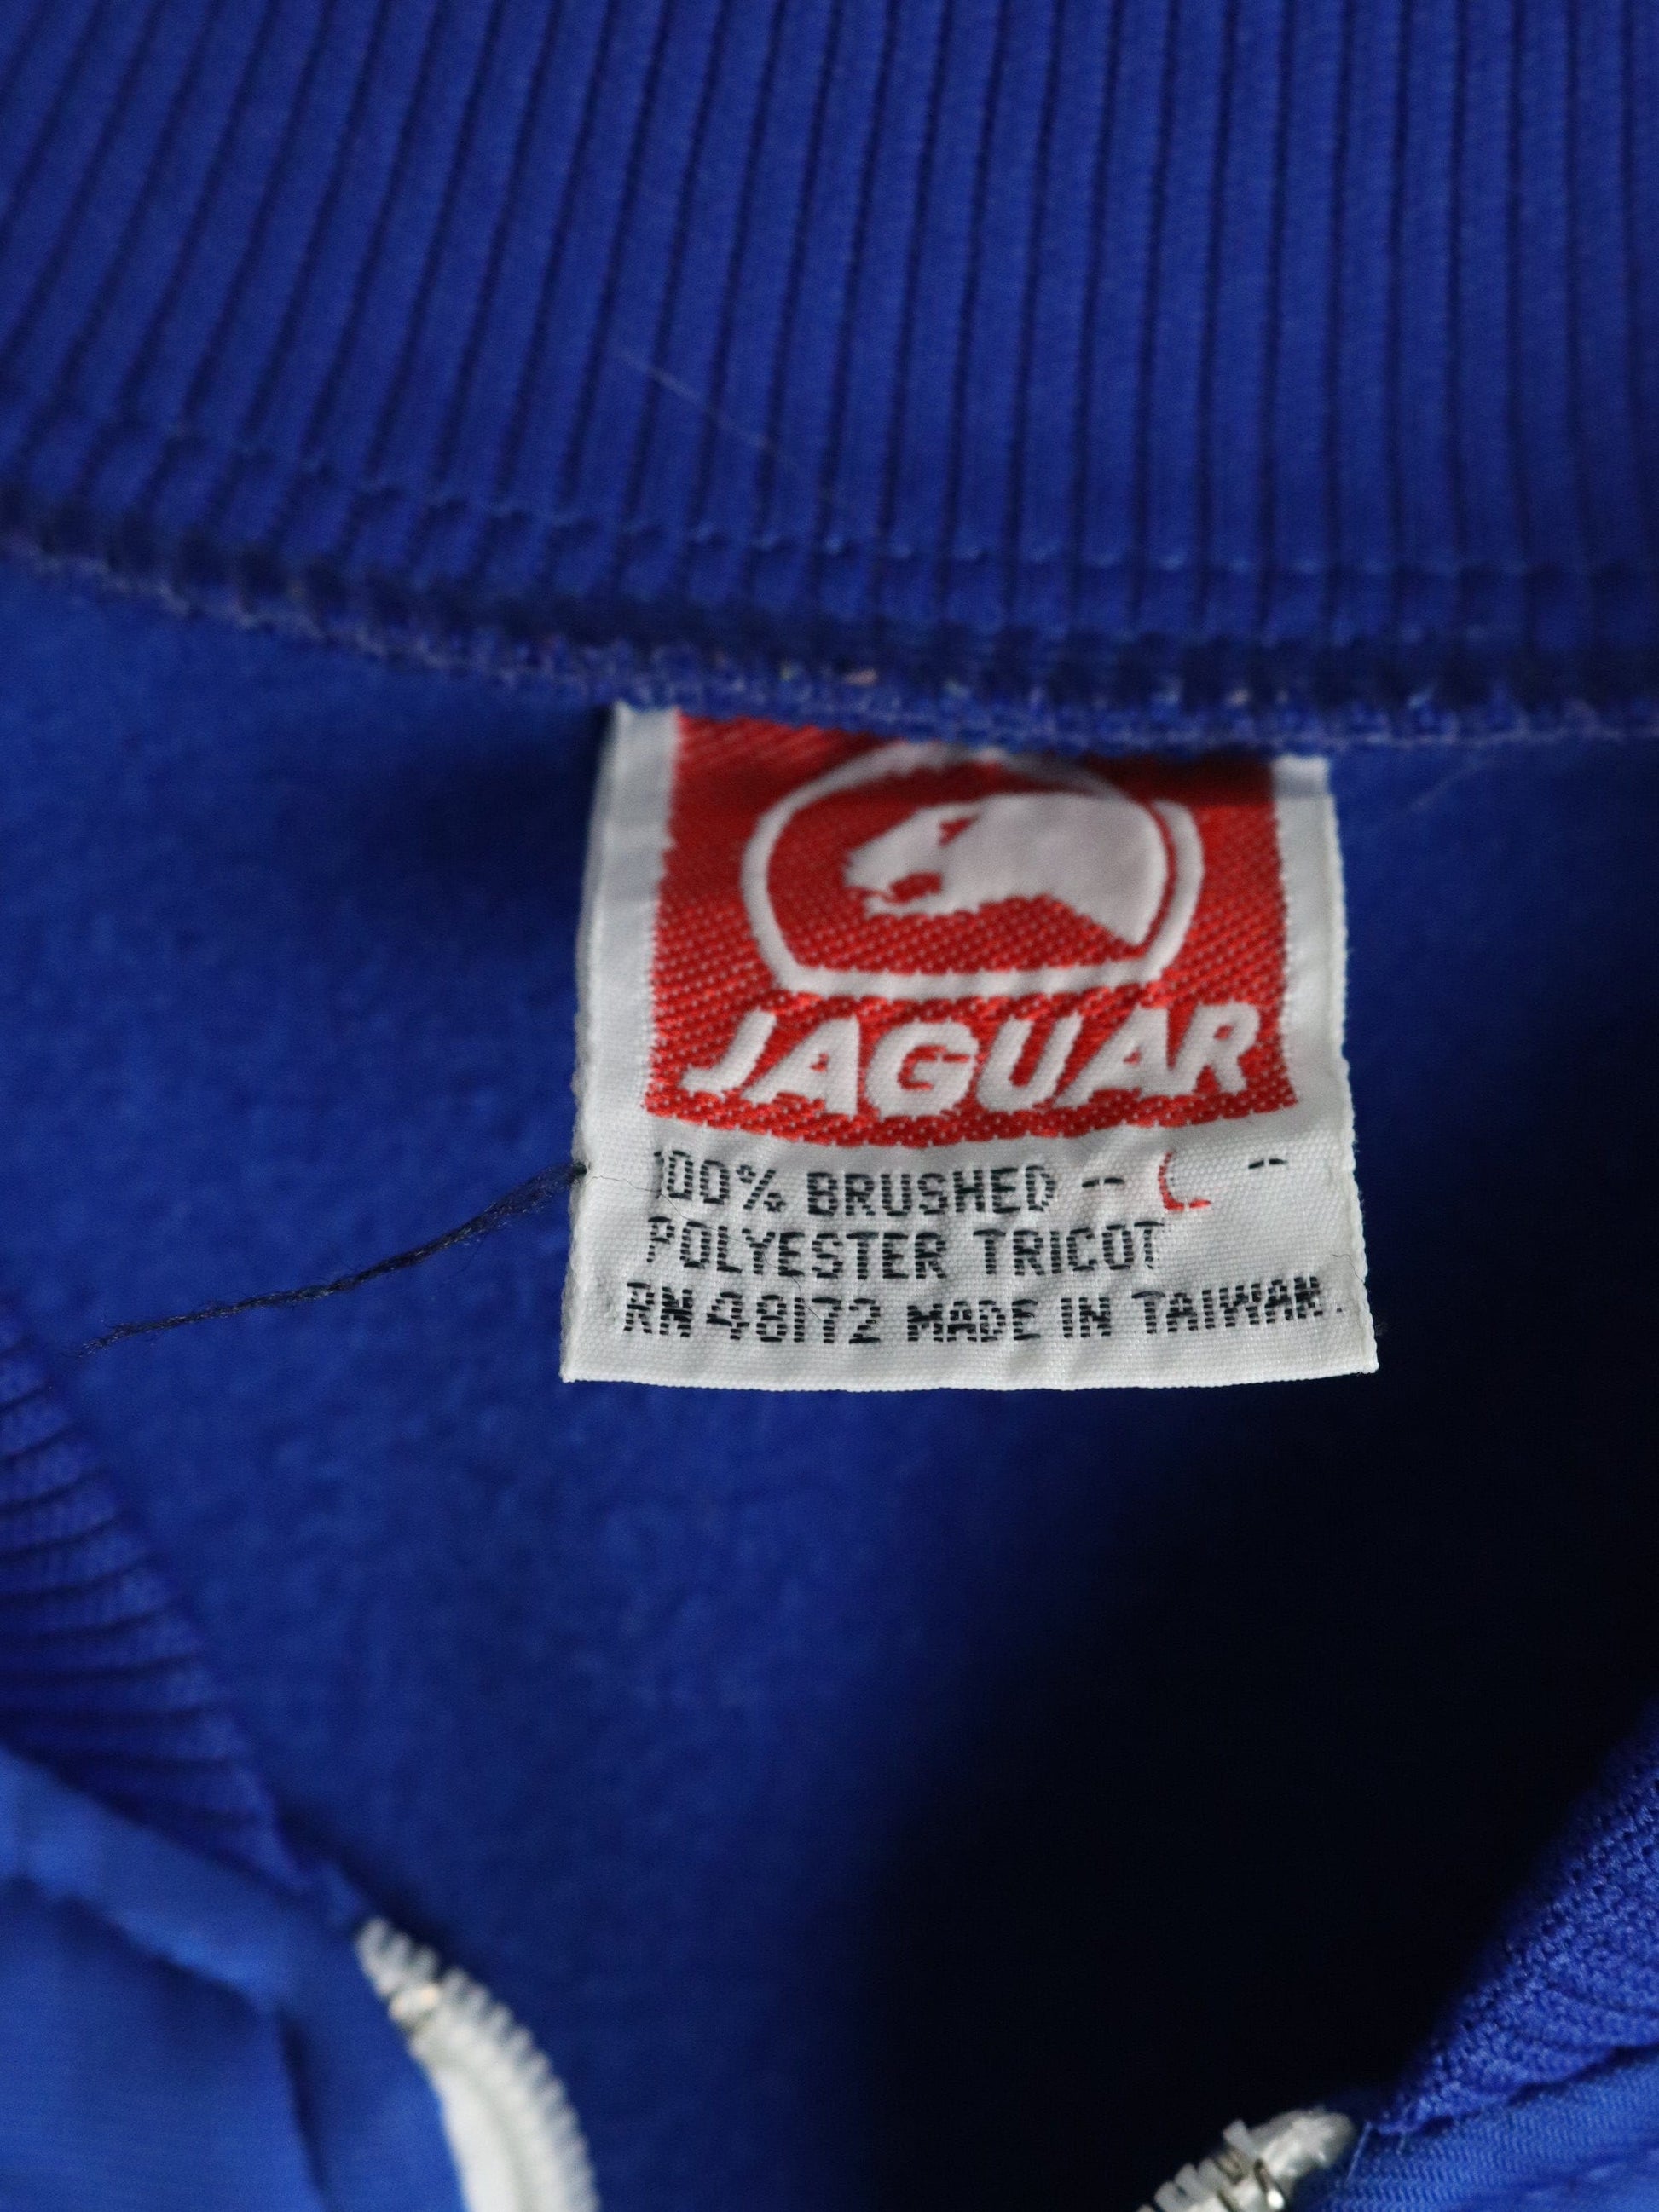 JAGUAR
100% BRUSHED -- L --
POLYESTER TRICOT
RN 48172 MADE IN TAIWAN.